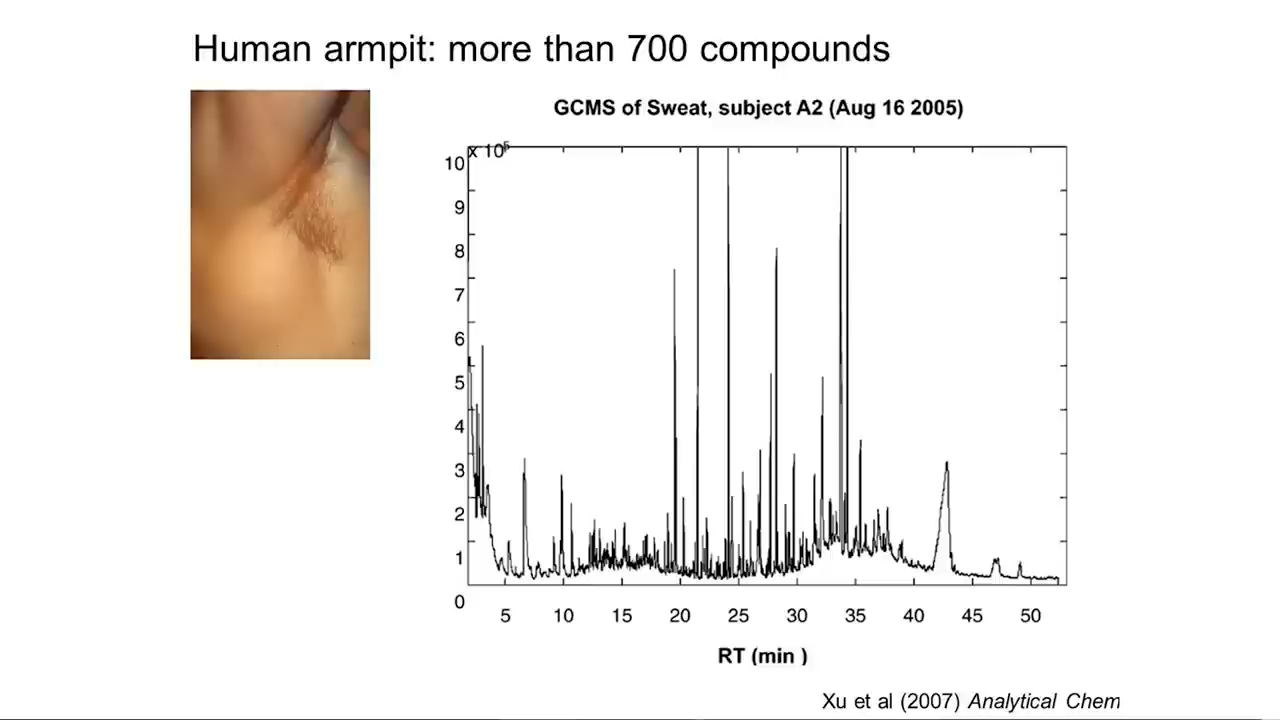 Human armpit: more than 700 compounds
GCMS of Sweat, subject A2 (Aug 16 2005)
x 10⁵
10
9
8
7
6
5
4
3
2
1
0
5 10 15 20 25 30 35 40 45 50
RT (min )
Xu et al (2007) Analytical Chem